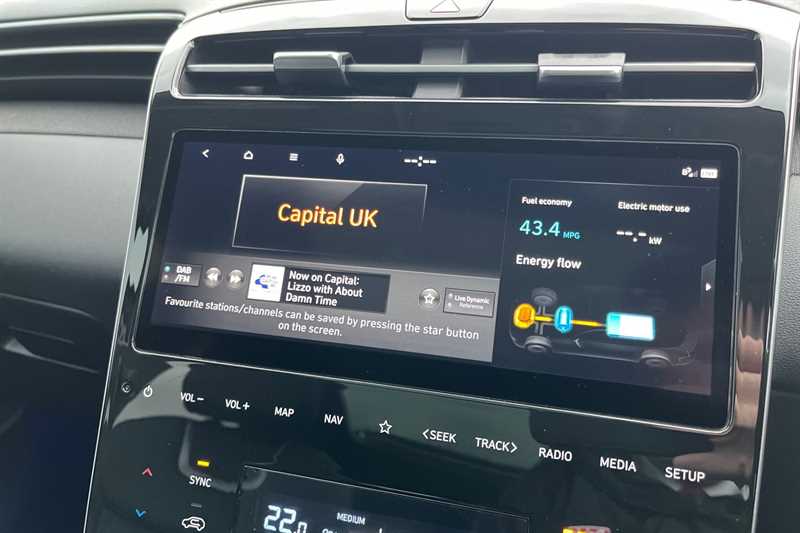 --:--
Capital UK
DAB
/FM
Now on Capital:
Lizzo with About
Damn Time
Live Dynamic
Reference
Favourite stations/channels can be saved by pressing the star button
on the screen.
Fuel economy
43.4 MPG
Electric motor use
--.- kW
Energy flow
VOL−
VOL+
MAP
NAV
<SEEK
TRACK>
RADIO
MEDIA
SETUP
SYNC
22.0
MEDIUM